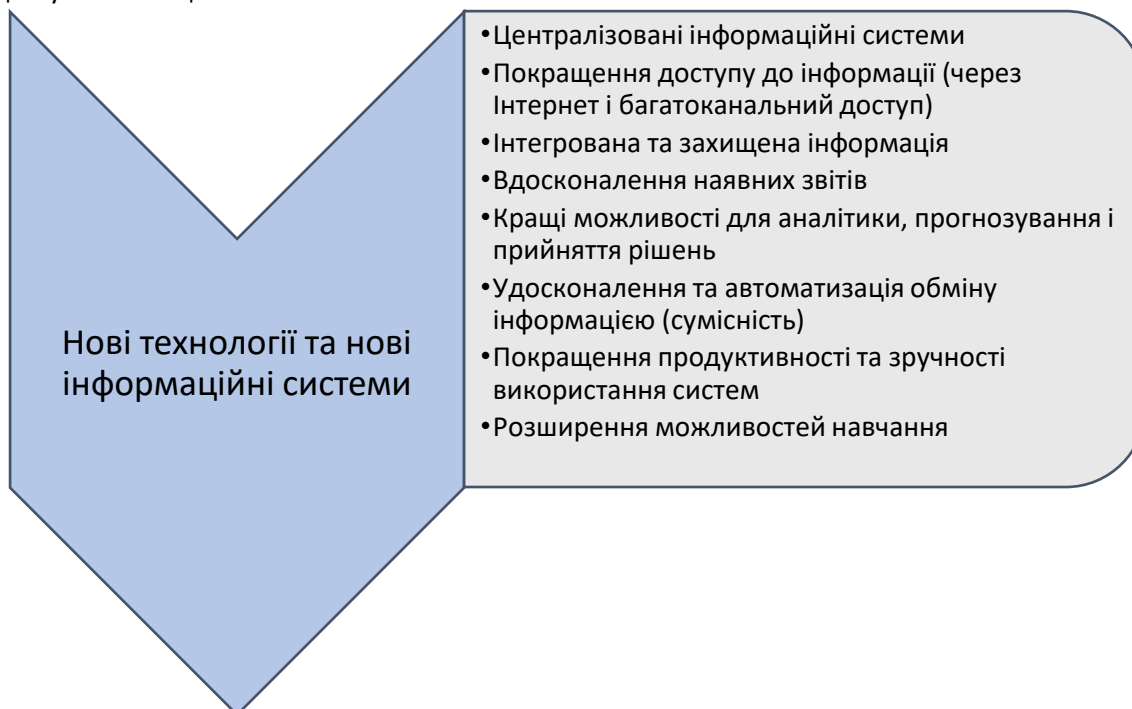 Нові технології та нові
інформаційні системи
•Централізовані інформаційні системи
•Покращення доступу до інформації (через
Інтернет і багатоканальний доступ)
•Інтегрована та захищена інформація
•Вдосконалення наявних звітів
•Кращі можливості для аналітики, прогнозування і
прийняття рішень
•Удосконалення та автоматизація обміну
інформацією (сумісність)
•Покращення продуктивності та зручності
використання систем
•Розширення можливостей навчання